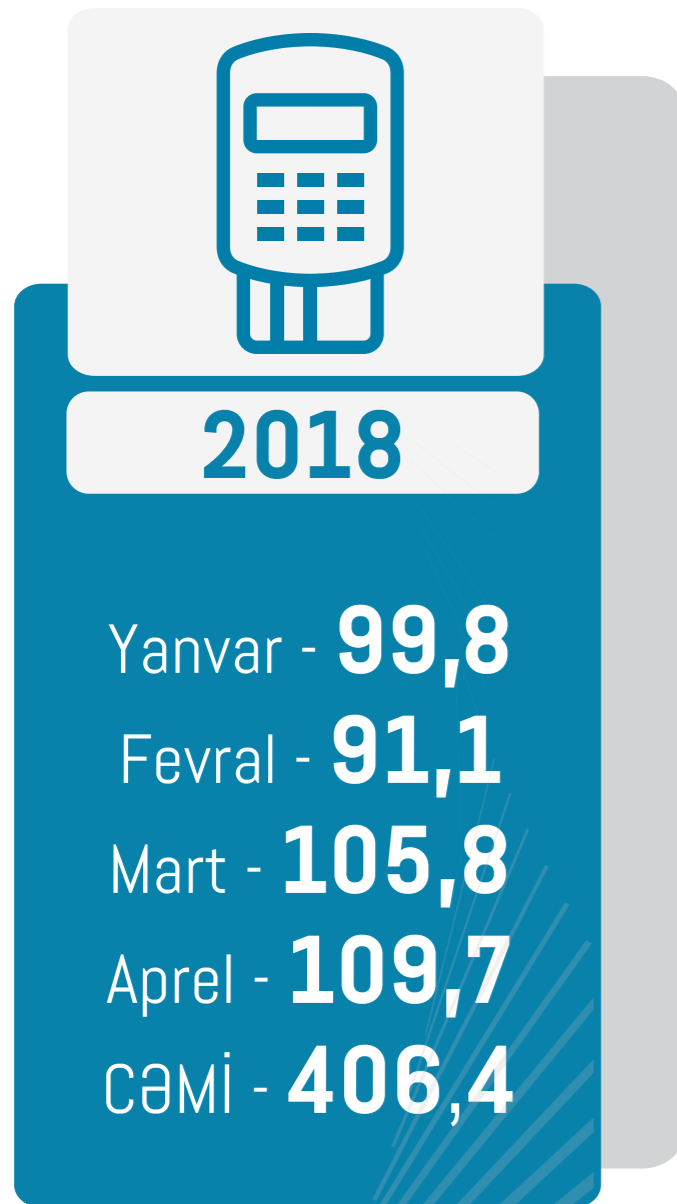 2018
Yanvar - 99,8
Fevral - 91,1
Mart - 105,8
Aprel - 109,7
CƏMİ - 406,4